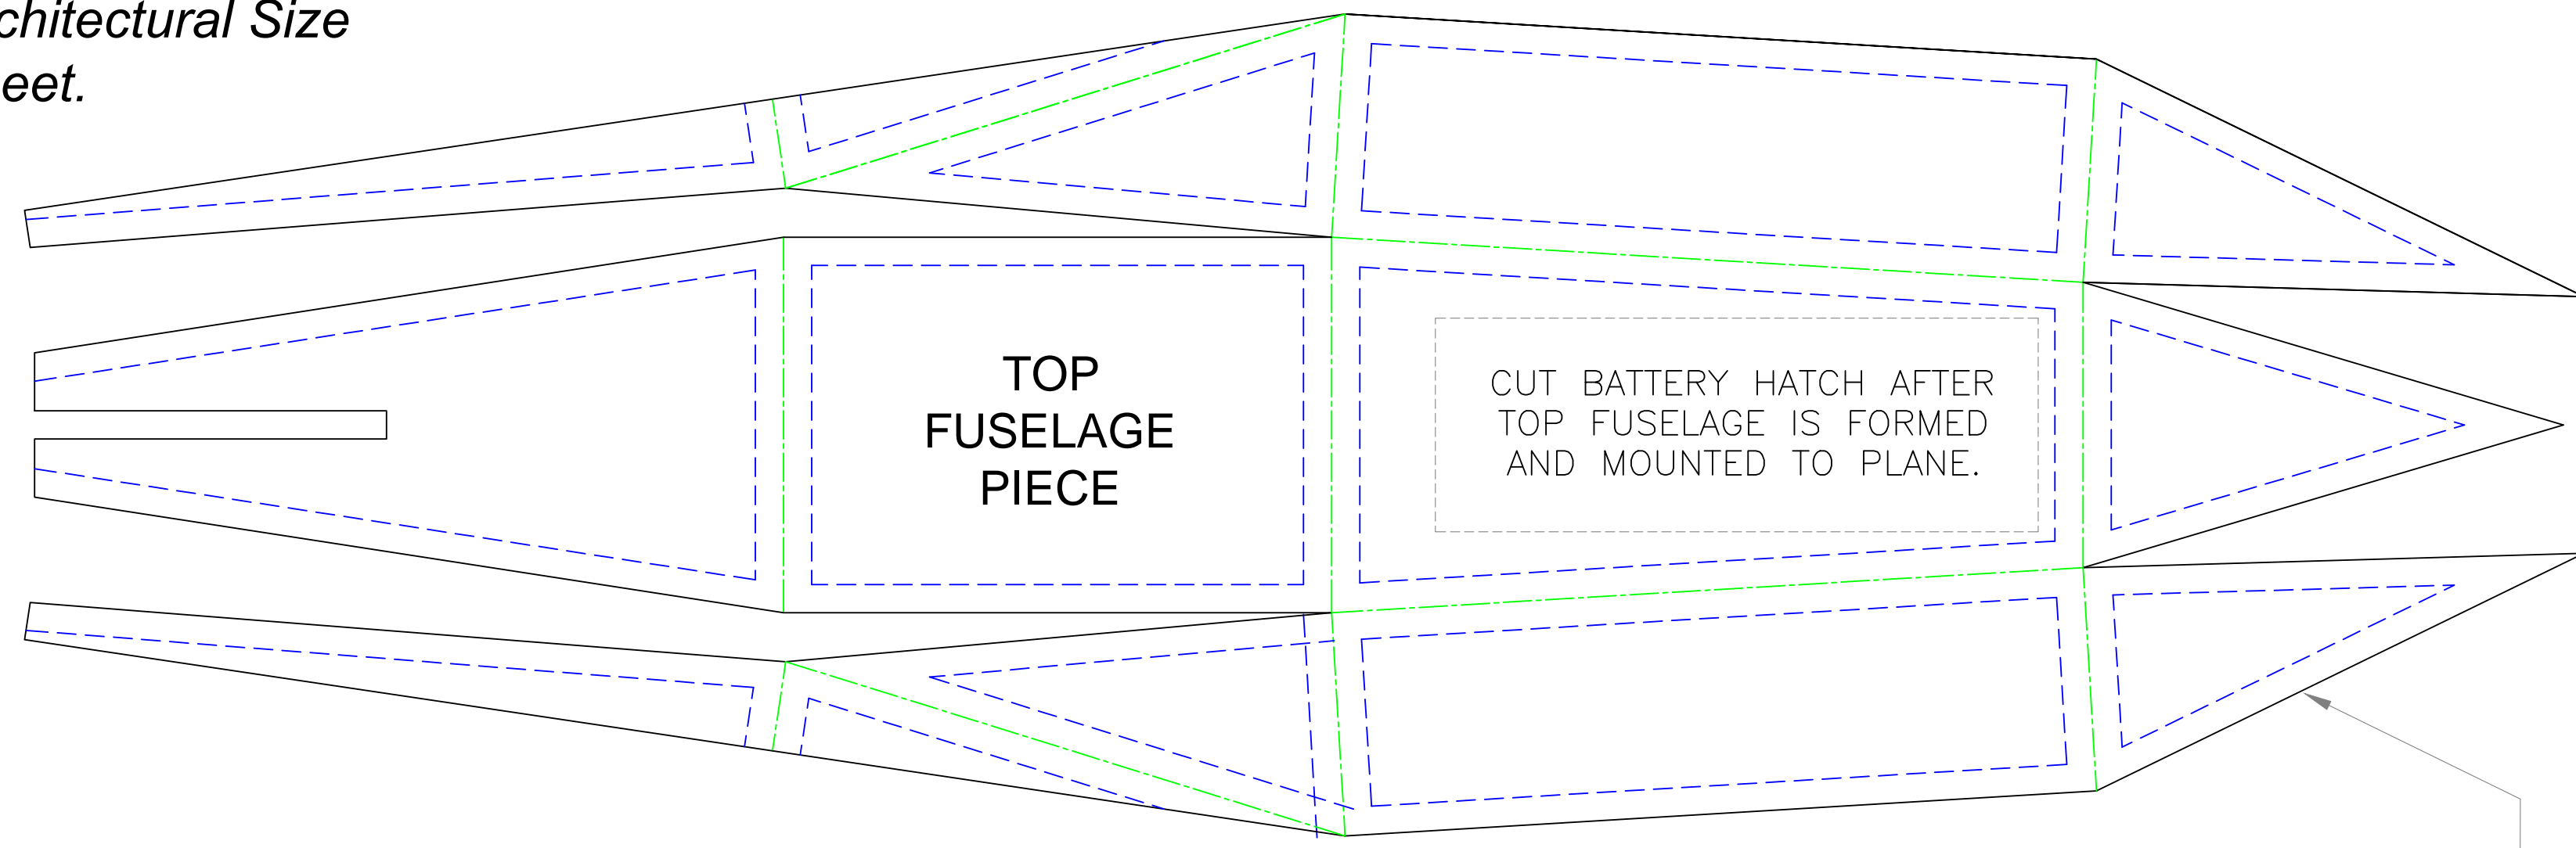 chitectural Size
eet.
TOP
FUSELAGE
PIECE
CUT BATTERY HATCH AFTER
TOP FUSELAGE IS FORMED
AND MOUNTED TO PLANE.